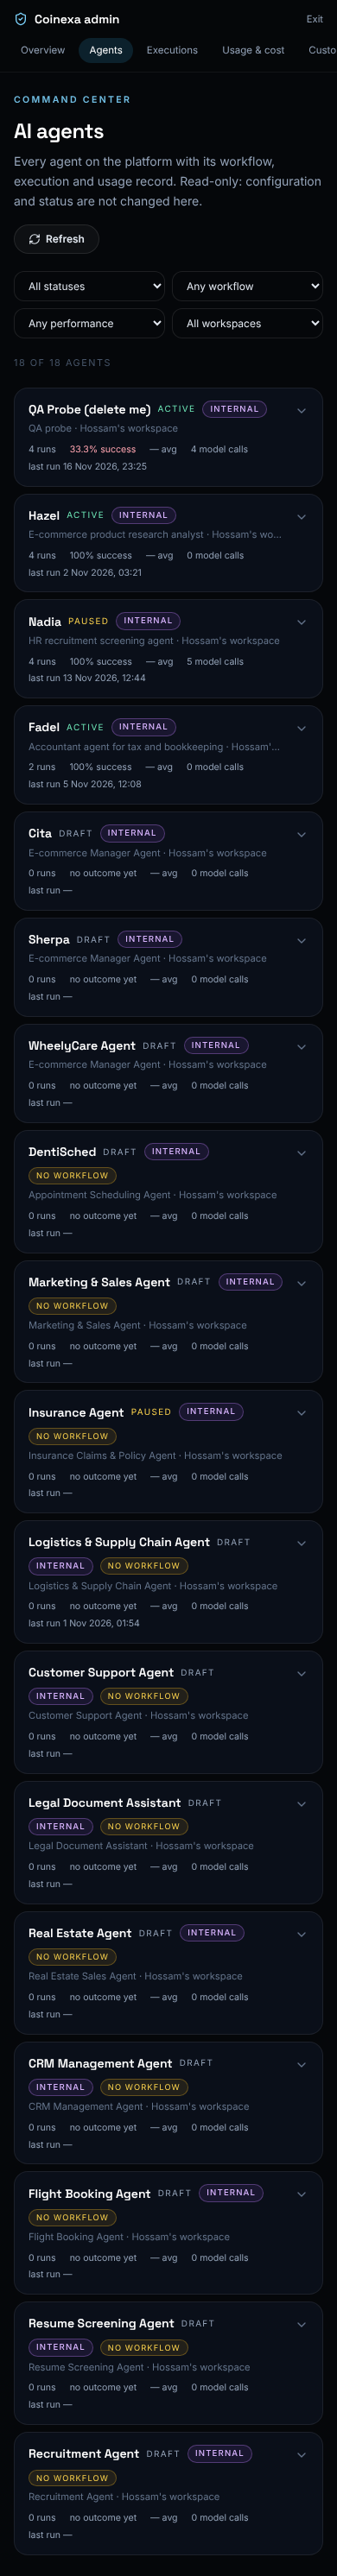 Coinexa admin
Exit
Overview Agents Executions Usage & cost Custo
COMMAND CENTER
AI agents
Every agent on the platform with its workflow,
execution and usage record. Read-only: configuration
and status are not changed here.
Refresh
All statuses Any workflow
Any performance All workspaces
18 OF 18 AGENTS
QA Probe (delete me) ACTIVE INTERNAL
QA probe · Hossam's workspace
4 runs 33.3% success — avg 4 model calls
last run 16 Nov 2026, 23:25
Hazel ACTIVE INTERNAL
E-commerce product research analyst · Hossam's wo...
4 runs 100% success — avg 0 model calls
last run 2 Nov 2026, 03:21
Nadia PAUSED INTERNAL
HR recruitment screening agent · Hossam's workspace
4 runs 100% success — avg 5 model calls
last run 13 Nov 2026, 12:44
Fadel ACTIVE INTERNAL
Accountant agent for tax and bookkeeping · Hossam'...
2 runs 100% success — avg 0 model calls
last run 5 Nov 2026, 12:08
Cita DRAFT INTERNAL
E-commerce Manager Agent · Hossam's workspace
0 runs no outcome yet — avg 0 model calls
last run —
Sherpa DRAFT INTERNAL
E-commerce Manager Agent · Hossam's workspace
0 runs no outcome yet — avg 0 model calls
last run —
WheelyCare Agent DRAFT INTERNAL
E-commerce Manager Agent · Hossam's workspace
0 runs no outcome yet — avg 0 model calls
last run —
DentiSched DRAFT INTERNAL
NO WORKFLOW
Appointment Scheduling Agent · Hossam's workspace
0 runs no outcome yet — avg 0 model calls
last run —
Marketing & Sales Agent DRAFT INTERNAL
NO WORKFLOW
Marketing & Sales Agent · Hossam's workspace
0 runs no outcome yet — avg 0 model calls
last run —
Insurance Agent PAUSED INTERNAL
NO WORKFLOW
Insurance Claims & Policy Agent · Hossam's workspace
0 runs no outcome yet — avg 0 model calls
last run —
Logistics & Supply Chain Agent DRAFT
INTERNAL NO WORKFLOW
Logistics & Supply Chain Agent · Hossam's workspace
0 runs no outcome yet — avg 0 model calls
last run 1 Nov 2026, 01:54
Customer Support Agent DRAFT
INTERNAL NO WORKFLOW
Customer Support Agent · Hossam's workspace
0 runs no outcome yet — avg 0 model calls
last run —
Legal Document Assistant DRAFT
INTERNAL NO WORKFLOW
Legal Document Assistant · Hossam's workspace
0 runs no outcome yet — avg 0 model calls
last run —
Real Estate Agent DRAFT INTERNAL
NO WORKFLOW
Real Estate Sales Agent · Hossam's workspace
0 runs no outcome yet — avg 0 model calls
last run —
CRM Management Agent DRAFT
INTERNAL NO WORKFLOW
CRM Management Agent · Hossam's workspace
0 runs no outcome yet — avg 0 model calls
last run —
Flight Booking Agent DRAFT INTERNAL
NO WORKFLOW
Flight Booking Agent · Hossam's workspace
0 runs no outcome yet — avg 0 model calls
last run —
Resume Screening Agent DRAFT
INTERNAL NO WORKFLOW
Resume Screening Agent · Hossam's workspace
0 runs no outcome yet — avg 0 model calls
last run —
Recruitment Agent DRAFT INTERNAL
NO WORKFLOW
Recruitment Agent · Hossam's workspace
0 runs no outcome yet — avg 0 model calls
last run —